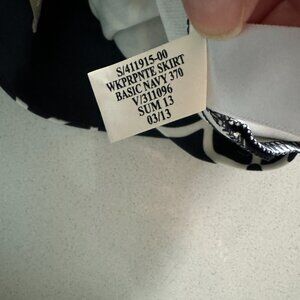 S/411915-00
WKPRPNTE SKIRT
BASIC NAVY 370
V/311096
SUM 13
03/13